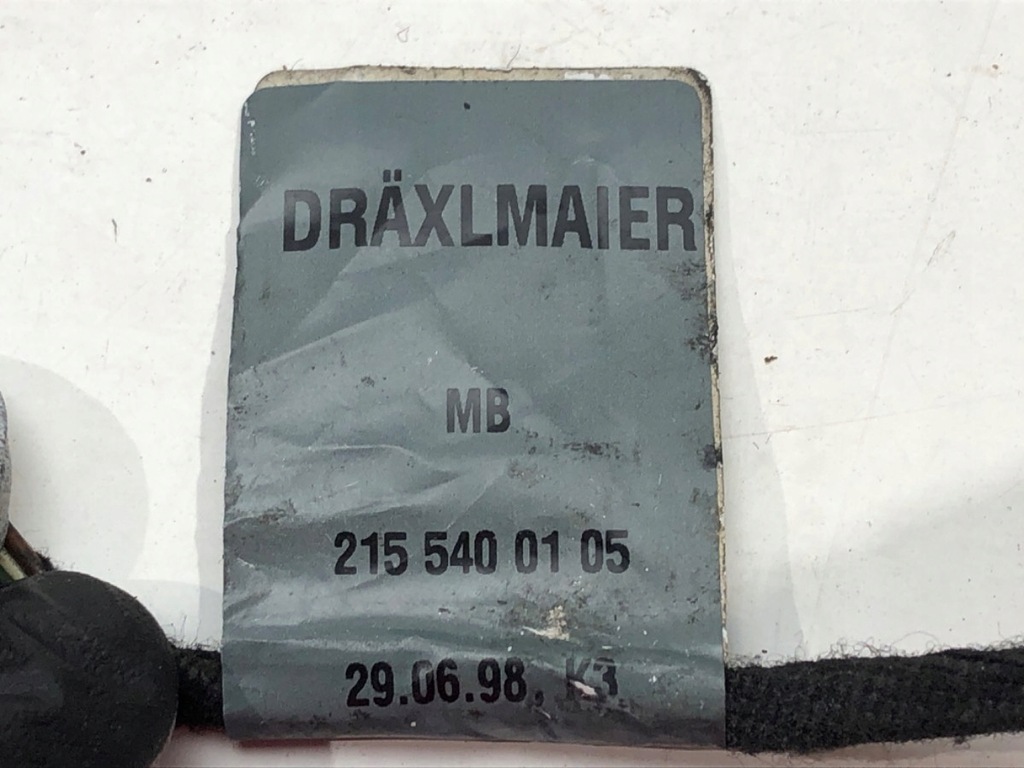 DRÄXLMAIER
MB
215 540 01 05
29.06.98, K3